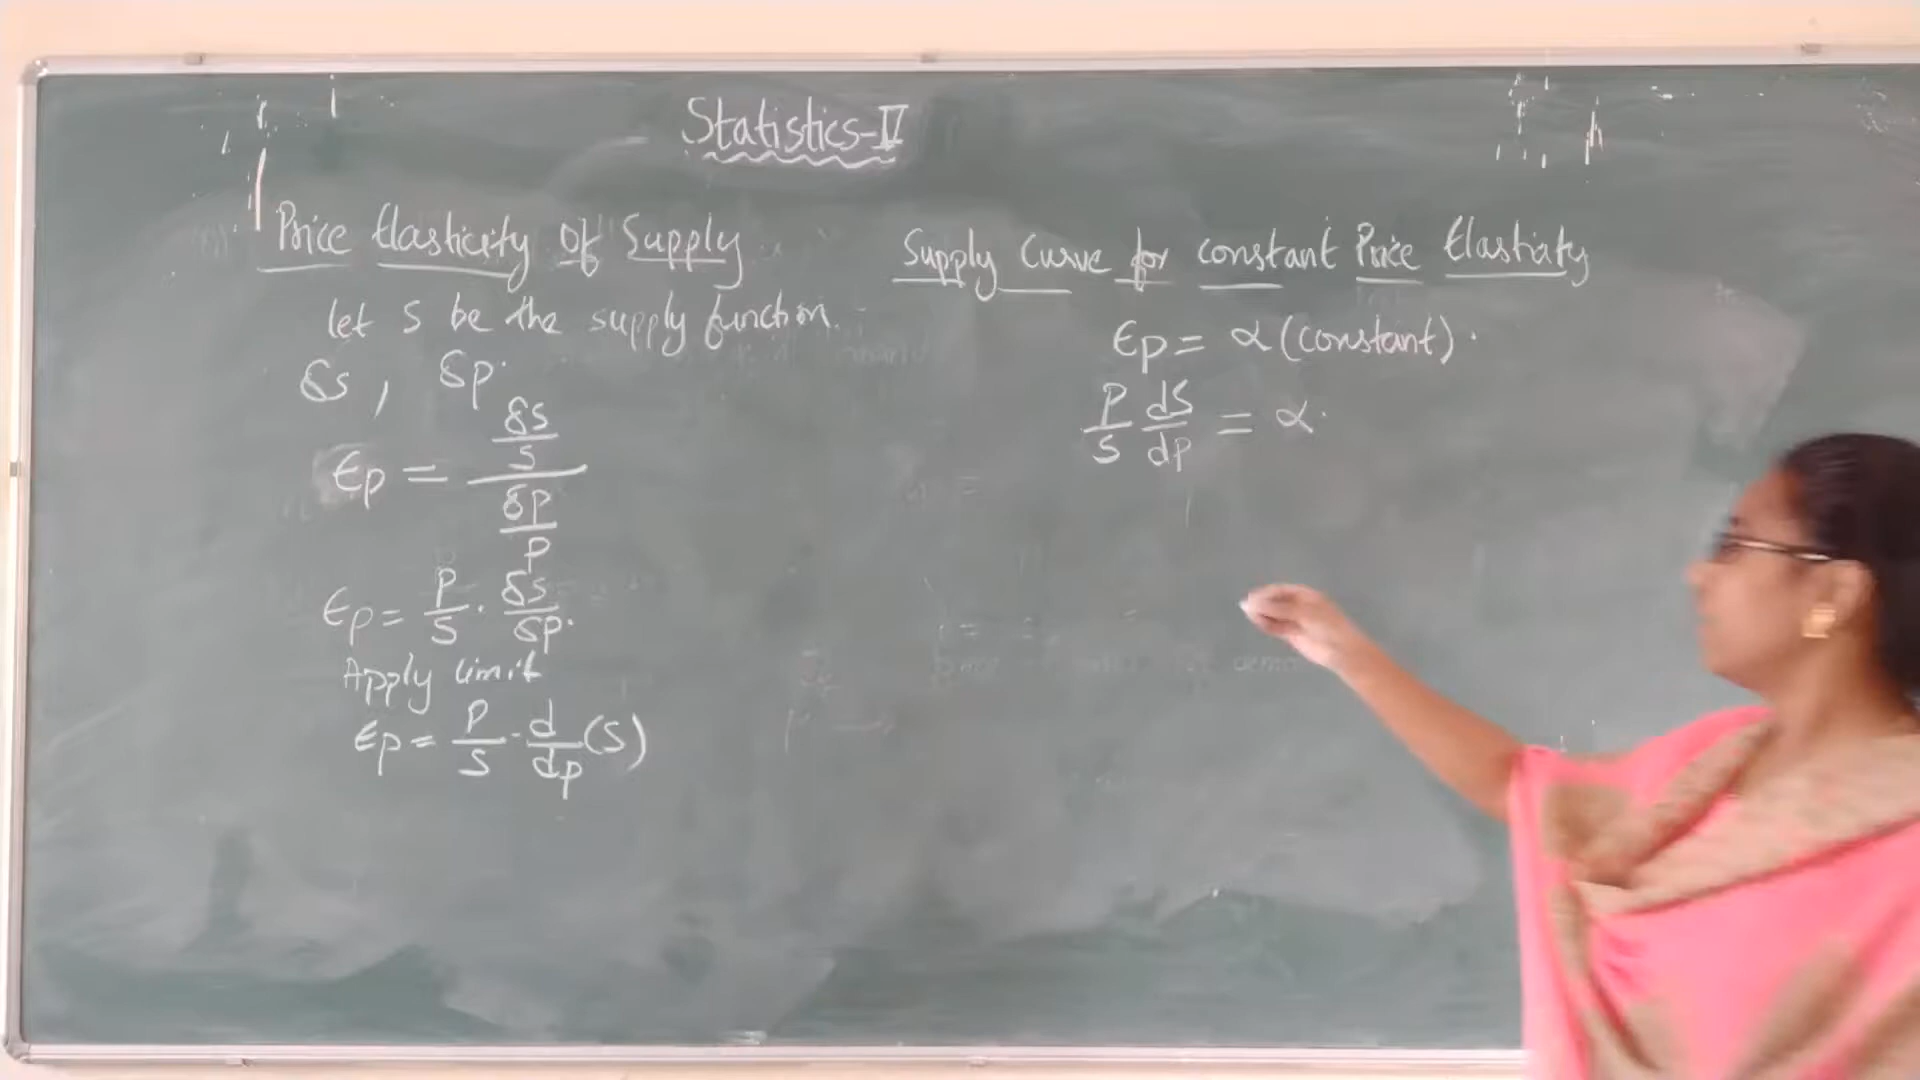 Statistics-IV
Price Elasticity Of Supply
let S be the supply function.
δs, δp.
ϵp = (δs/s)/(δp/p)
ϵp = p/s · δs/δp.
Apply limit
ϵp = p/s · d/dp (s)
Supply Curve for constant Price Elasticity
ϵp = α (constant).
p/s ds/dp = α.